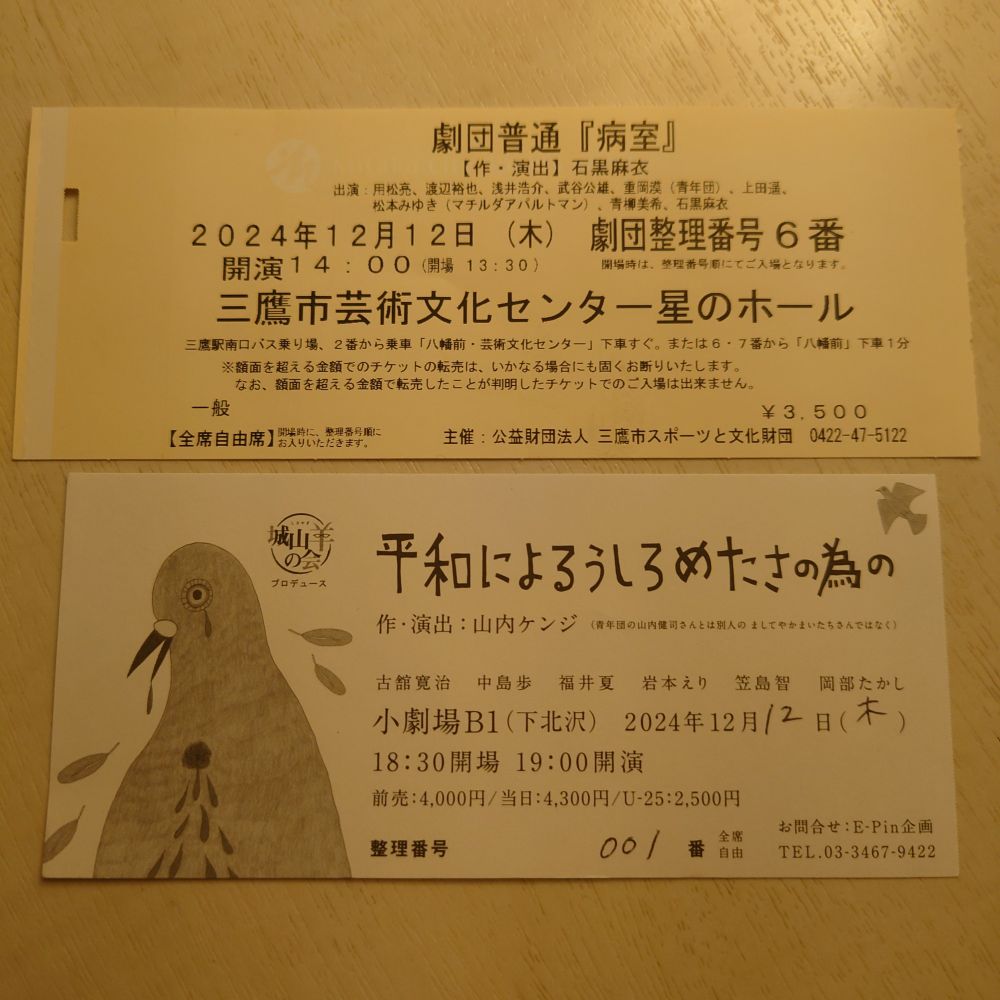 劇団普通『病室』
【作・演出】石黒麻衣
出演：用松亮、渡辺裕也、浅井浩介、武谷公雄、重岡漠（青年団）、上田遥、
松本みゆき（マチルダアパルトマン）、青柳美希、石黒麻衣
2024年12月12日（木） 劇団整理番号6番
開演14：00（開場 13:30） 開場時は、整理番号順にてご入場となります。
三鷹市芸術文化センター星のホール
三鷹駅南口バス乗り場、2番から乗車「八幡前・芸術文化センター」下車すぐ。または6・7番から「八幡前」下車1分
※額面を超える金額でのチケットの転売は、いかなる場合にも固くお断りいたします。
なお、額面を超える金額で転売したことが判明したチケットでのご入場は出来ません。
一般 ￥3,500
【全席自由席】開場時に、整理番号順に
お入りいただきます。
主催：公益財団法人 三鷹市スポーツと文化財団 0422-47-5122
城山羊の会
プロデュース
平和によるうしろめたさの為の
作・演出：山内ケンジ（青年団の山内健司さんとは別人の ましてやかまいたちさんではなく）
古舘寛治 中島歩 福井夏 岩本えり 笠島智 岡部たかし
小劇場B1（下北沢） 2024年12月12日（木）
18:30開場 19:00開演
前売:4,000円/当日:4,300円/U-25:2,500円
整理番号 001 番 全席
自由
お問合せ：E-Pin企画
TEL.03-3467-9422